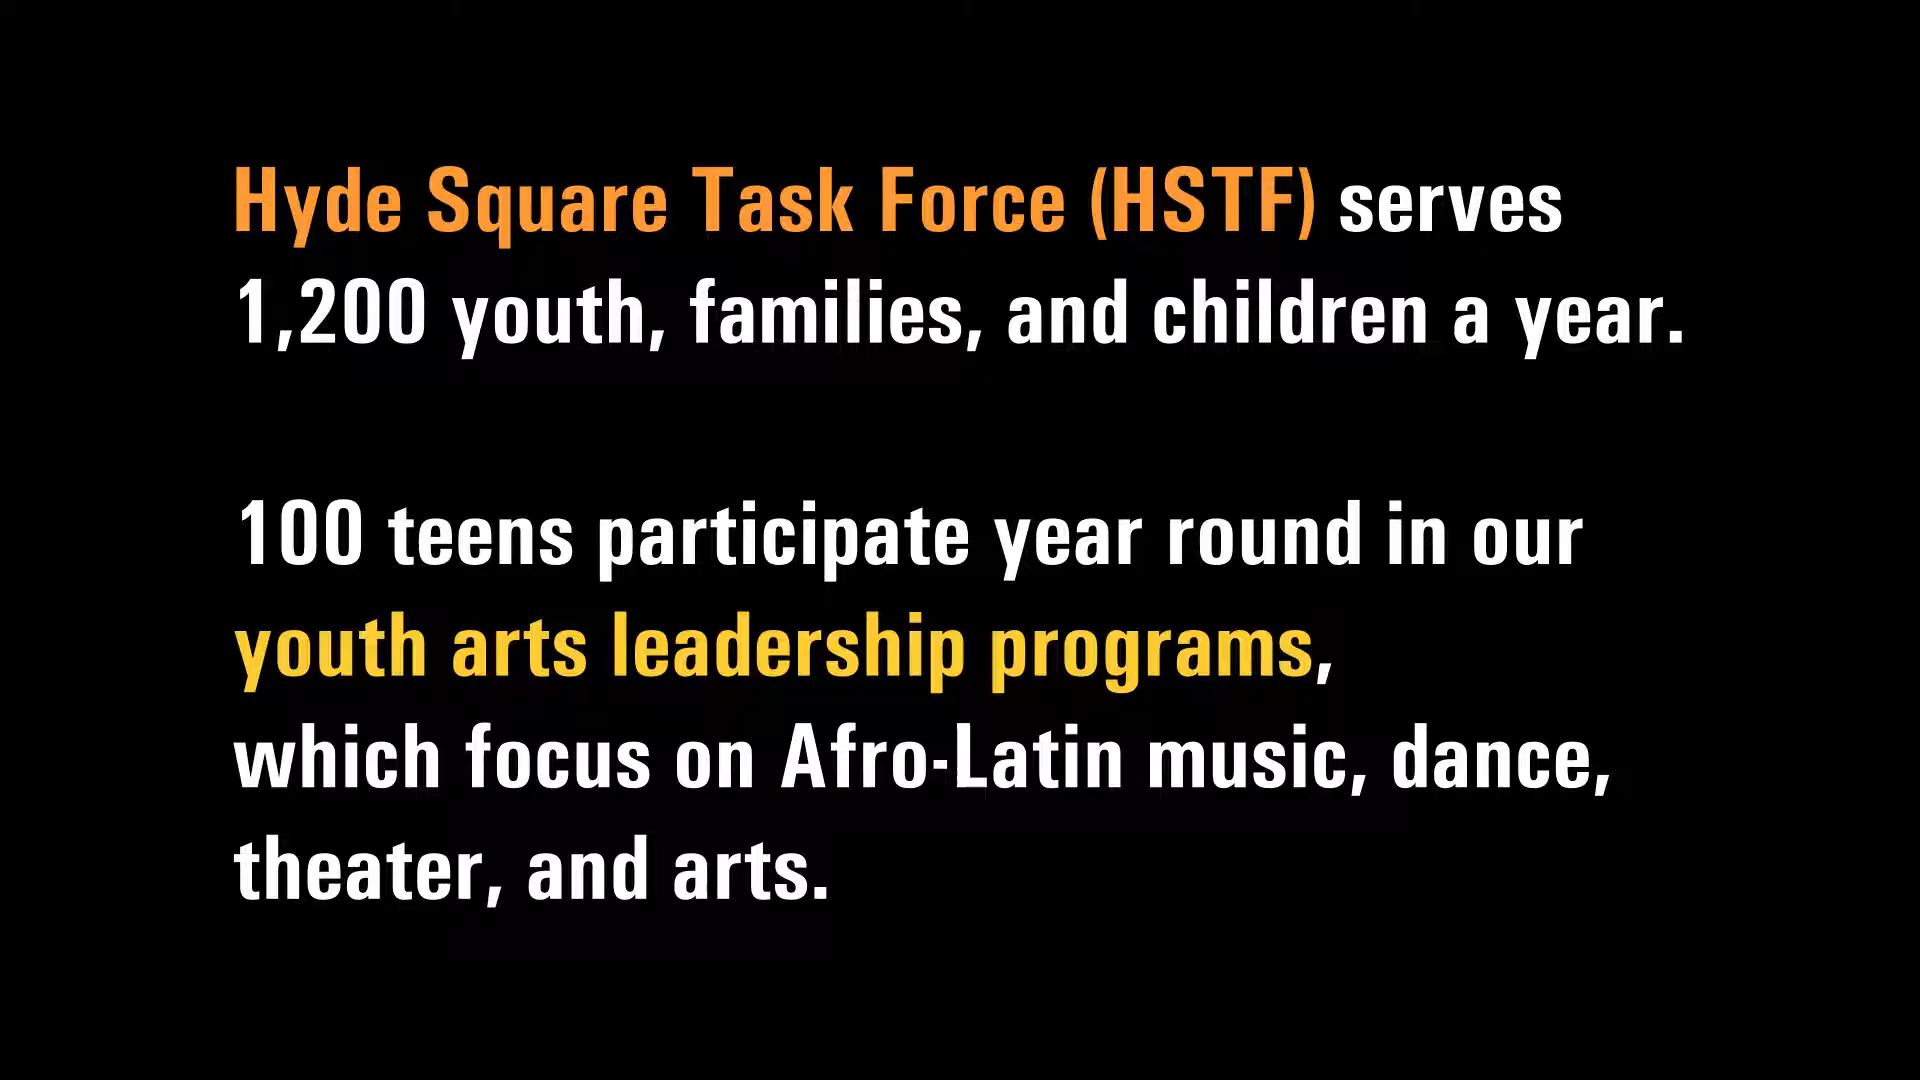 Hyde Square Task Force (HSTF) serves
1,200 youth, families, and children a year.
100 teens participate year round in our
youth arts leadership programs,
which focus on Afro-Latin music, dance,
theater, and arts.